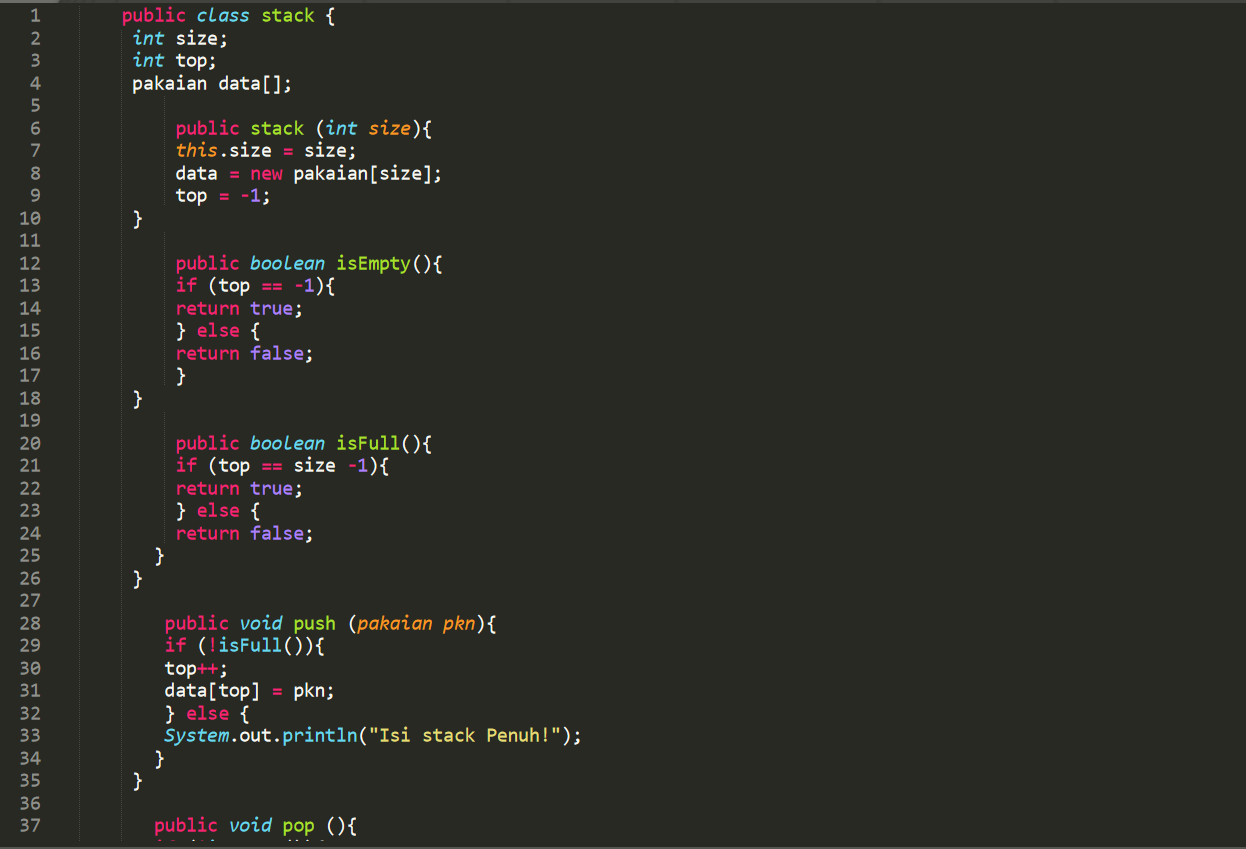 1 public class stack {
2 int size;
3 int top;
4 pakaian data[];
5
6 public stack (int size){
7 this.size = size;
8 data = new pakaian[size];
9 top = -1;
10 }
11
12 public boolean isEmpty(){
13 if (top == -1){
14 return true;
15 } else {
16 return false;
17 }
18 }
19
20 public boolean isFull(){
21 if (top == size -1){
22 return true;
23 } else {
24 return false;
25 }
26 }
27
28 public void push (pakaian pkn){
29 if (!isFull()){
30 top++;
31 data[top] = pkn;
32 } else {
33 System.out.println("Isi stack Penuh!");
34 }
35 }
36
37 public void pop (){